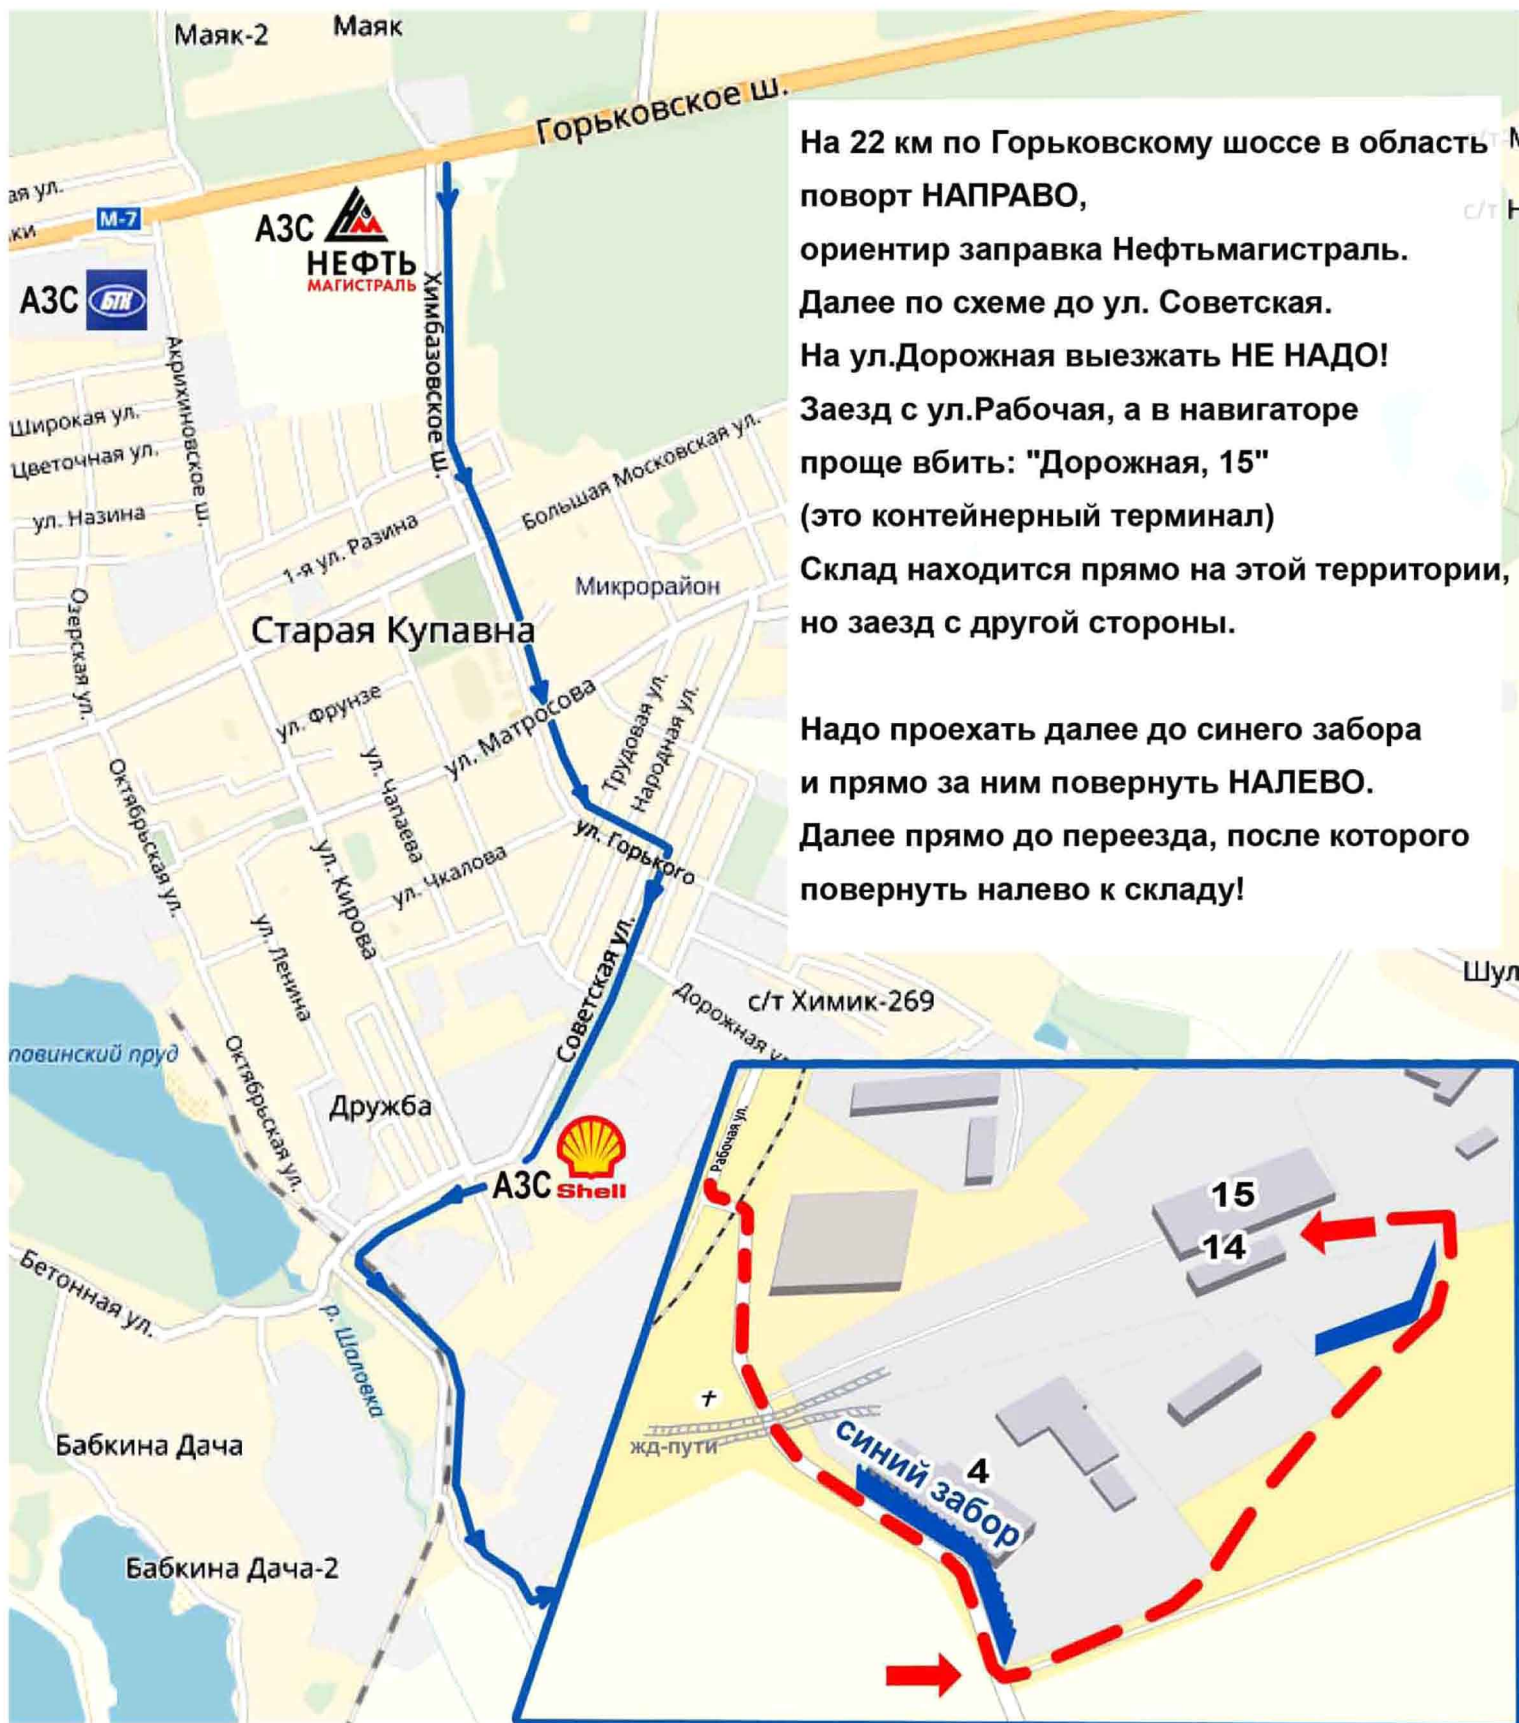 Маяк-2
Маяк
Горьковское ш.
М-7
АЗС
НЕФТЬ
МАГИСТРАЛЬ
АЗС БТК
Химбазовское ш.
Акрихиновское ш.
На 22 км по Горьковскому шоссе в область
поворт НАПРАВО,
ориентир заправка Нефтьмагистраль.
Далее по схеме до ул. Советская.
На ул.Дорожная выезжать НЕ НАДО!
Заезд с ул.Рабочая, а в навигаторе
проще вбить: "Дорожная, 15"
(это контейнерный терминал)
Склад находится прямо на этой территории,
но заезд с другой стороны.
Надо проехать далее до синего забора
и прямо за ним повернуть НАЛЕВО.
Далее прямо до переезда, после которого
повернуть налево к складу!
с/т
с/т
ая ул.
ки
Широкая ул.
Цветочная ул.
ул. Назина
Большая Московская ул.
1-я ул. Разина
Микрорайон
Старая Купавна
Озерская ул.
ул. Фрунзе
ул. Матросова
Трудовая ул.
Народная ул.
ул. Чапаева
Октябрьская ул.
ул. Горького
ул. Чкалова
ул. Кирова
ул. Ленина
Советская ул.
Дорожная у
с/т Химик-269
Шул
повинский пруд
Октябрьская ул.
Дружба
АЗС Shell
Бетонная ул.
р. Шаловка
Бабкина Дача
Бабкина Дача-2
Рабочая ул.
15
14
жд-пути
4
синий забор